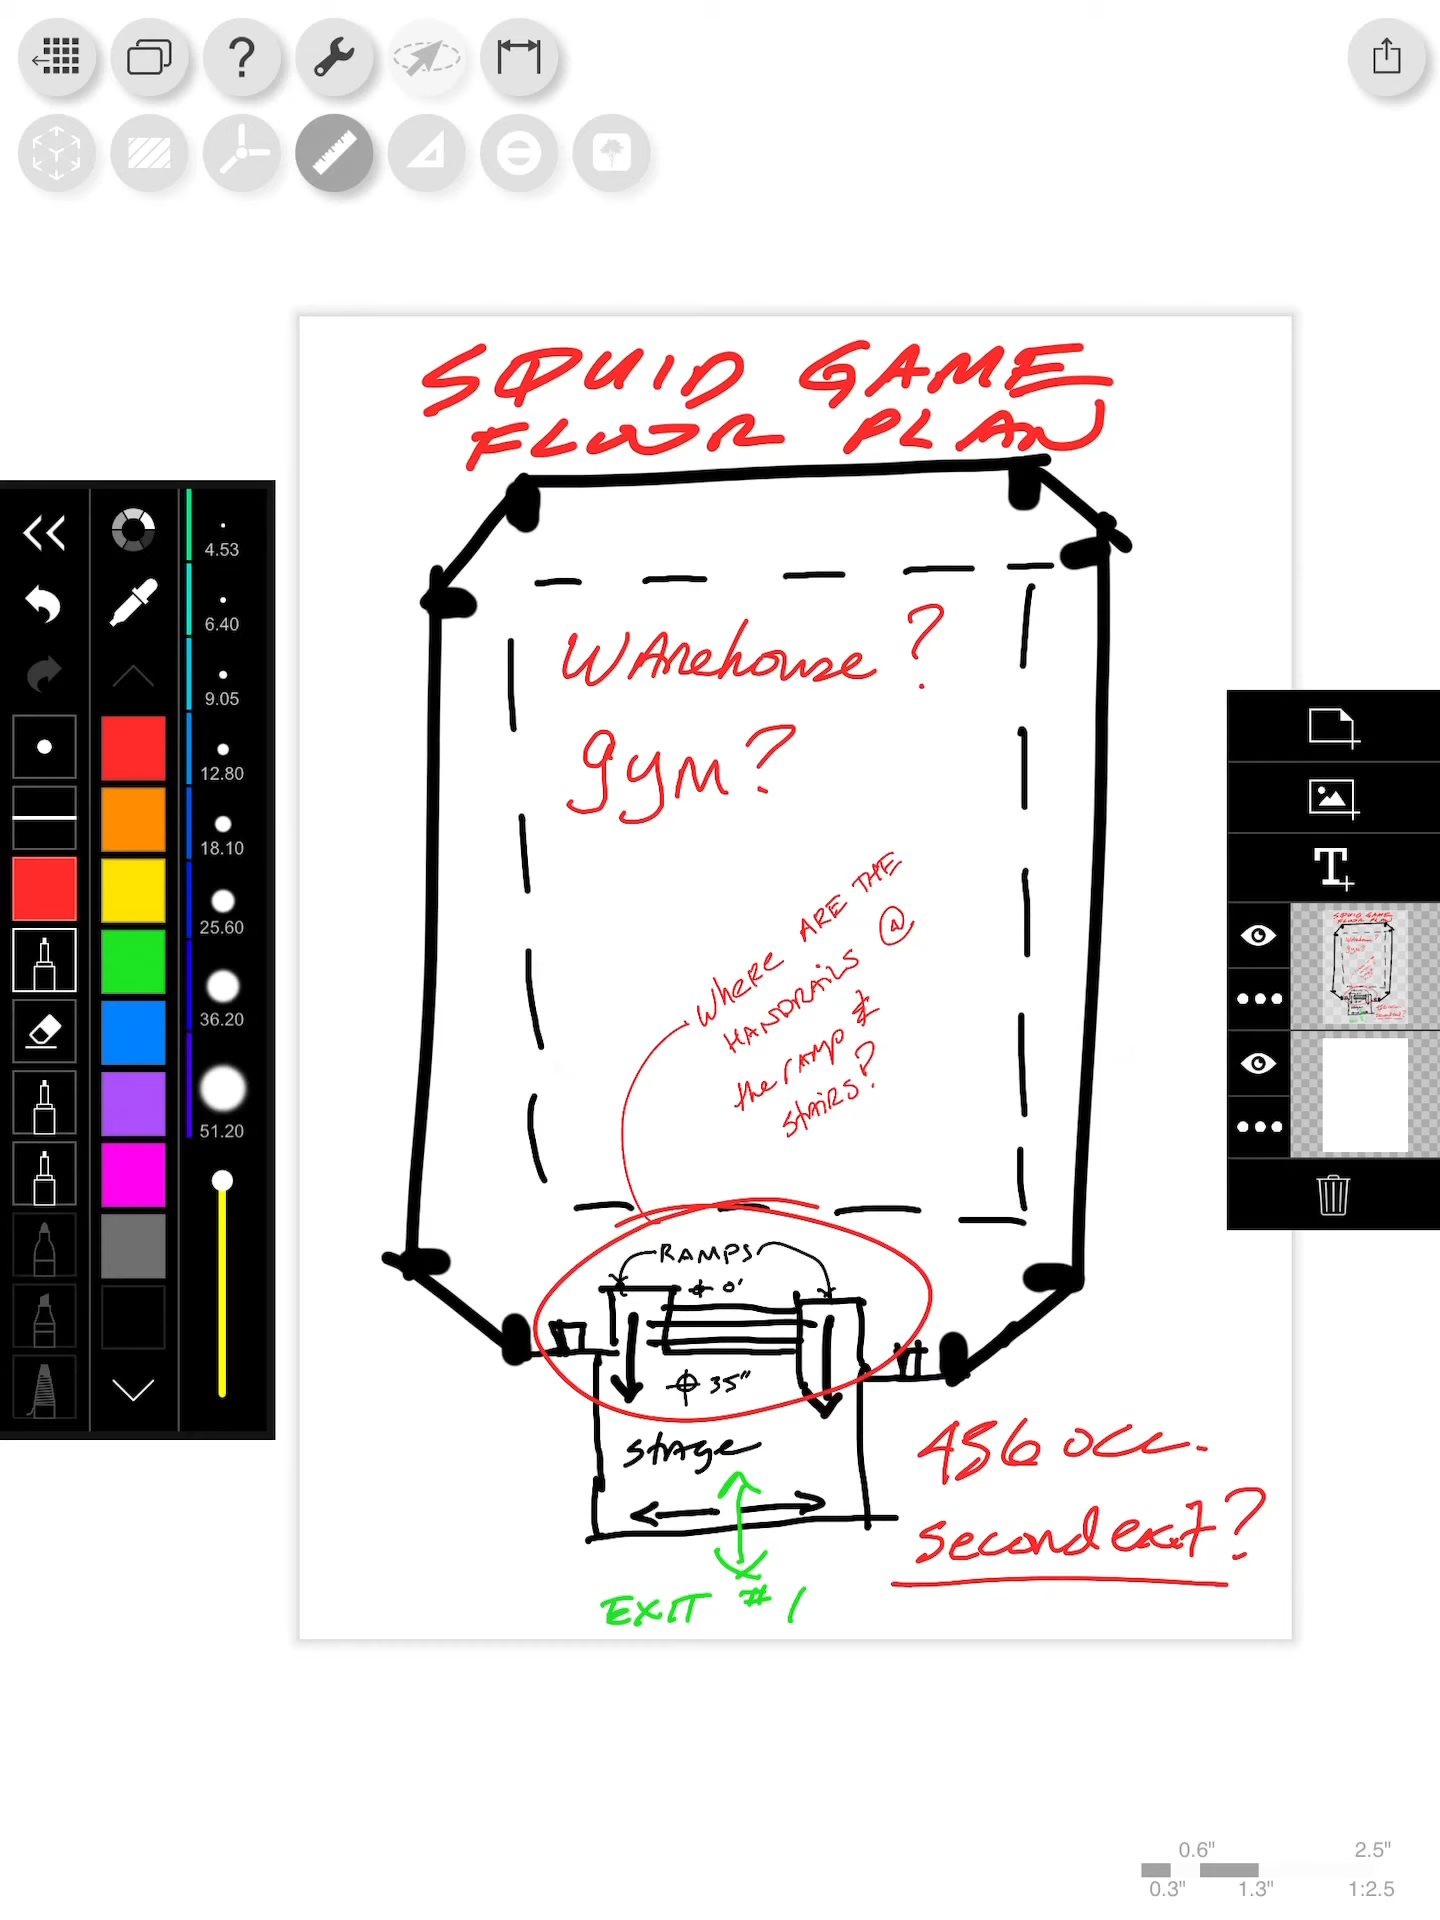 ?
SQUID GAME
FLOOR PLAN
4.53
6.40
9.05
12.80
18.10
25.60
36.20
51.20
T
Warehouse?
gym?
where ARE THE
HANDRAILS @
the ramp &
stairs?
RAMPS
0'
35"
stage
EXIT #1
456 occ.
second exit?
0.6" 2.5"
0.3" 1.3" 1:2.5